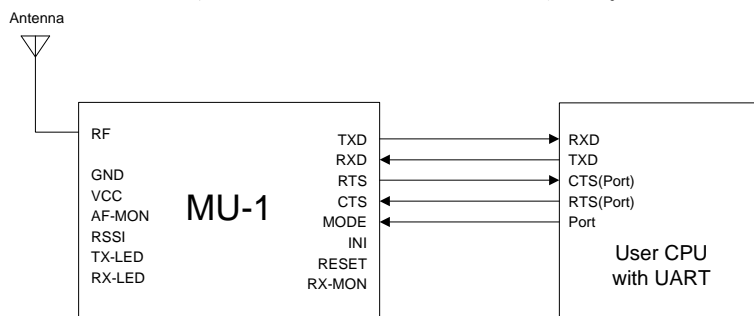 Antenna
RF
GND
VCC
AF-MON
RSSI
TX-LED
RX-LED
MU-1
TXD
RXD
RTS
CTS
MODE
INI
RESET
RX-MON
RXD
TXD
CTS(Port)
RTS(Port)
Port
User CPU
with UART